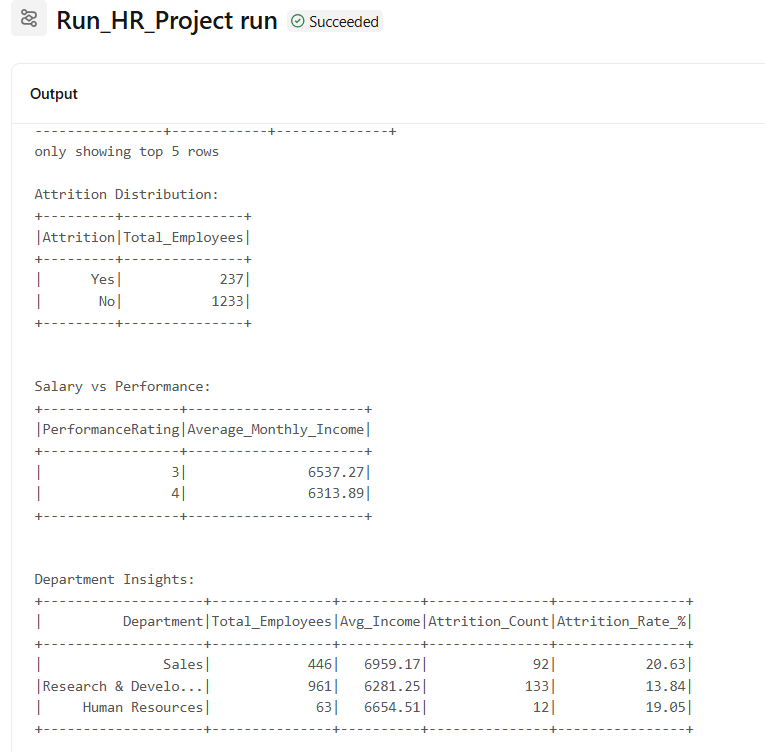 Run_HR_Project run Succeeded
Output
----------------+------------+--------------+
only showing top 5 rows
Attrition Distribution:
+---------+---------------+
|Attrition|Total_Employees|
+---------+---------------+
|      Yes|            237|
|       No|           1233|
+---------+---------------+
Salary vs Performance:
+-----------------+----------------------+
|PerformanceRating|Average_Monthly_Income|
+-----------------+----------------------+
|                3|               6537.27|
|                4|               6313.89|
+-----------------+----------------------+
Department Insights:
+--------------------+---------------+----------+---------------+----------------+
|          Department|Total_Employees|Avg_Income|Attrition_Count|Attrition_Rate_%|
+--------------------+---------------+----------+---------------+----------------+
|               Sales|            446|   6959.17|             92|           20.63|
|Research & Develo...|            961|   6281.25|            133|           13.84|
|     Human Resources|             63|   6654.51|             12|           19.05|
+--------------------+---------------+----------+---------------+----------------+